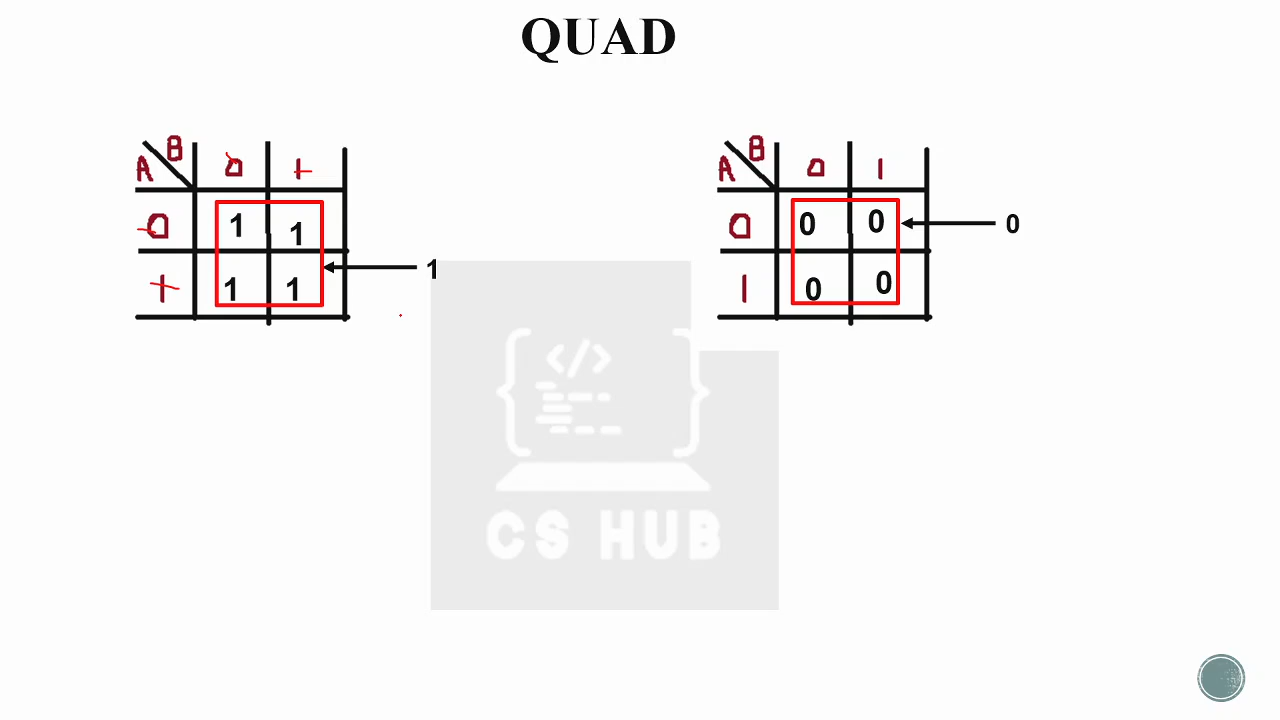 QUAD
A B 0 1
0 1 1
1 1 1
1
A B 0 1
0 0 0
1 0 0
0
</>
CS HUB